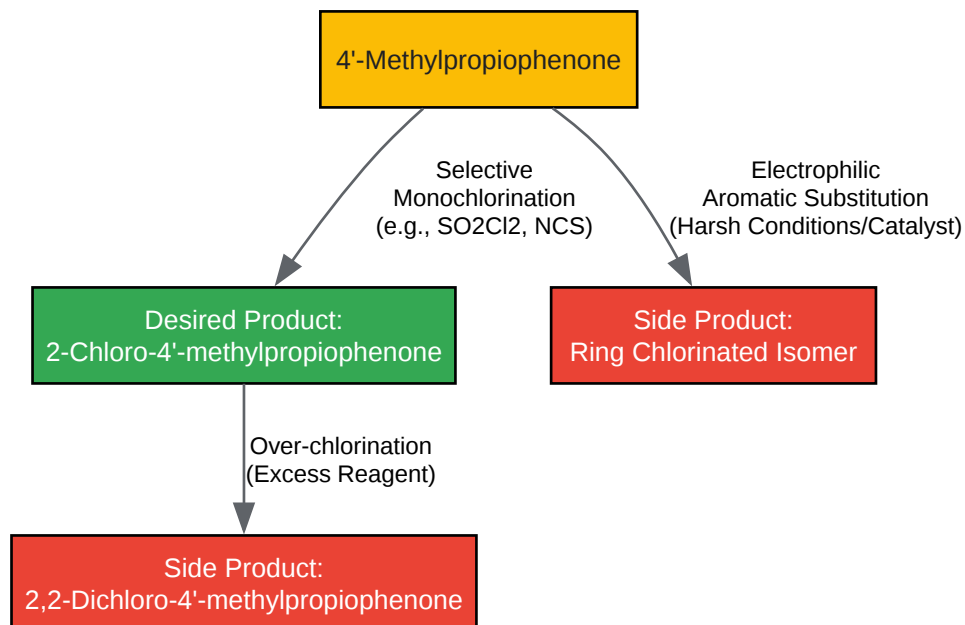 4'-Methylpropiophenone
Selective
Monochlorination
(e.g., SO2Cl2, NCS)
Electrophilic
Aromatic Substitution
(Harsh Conditions/Catalyst)
Desired Product:
2-Chloro-4'-methylpropiophenone
Side Product:
Ring Chlorinated Isomer
Over-chlorination
(Excess Reagent)
Side Product:
2,2-Dichloro-4'-methylpropiophenone